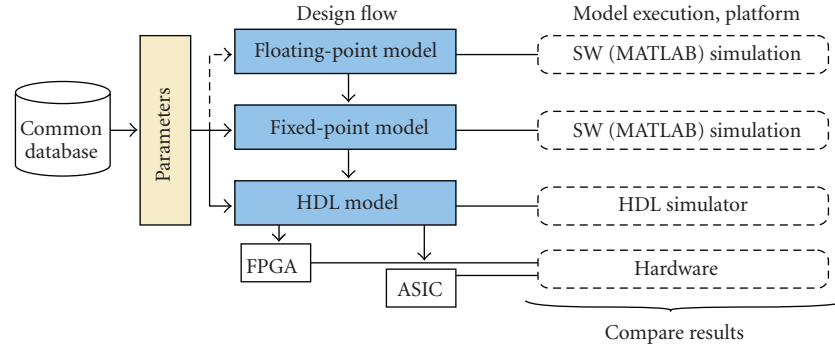 Design flow
Model execution, platform
Floating-point model
SW (MATLAB) simulation
Common
database
Parameters
Fixed-point model
SW (MATLAB) simulation
HDL model
HDL simulator
FPGA
ASIC
Hardware
Compare results